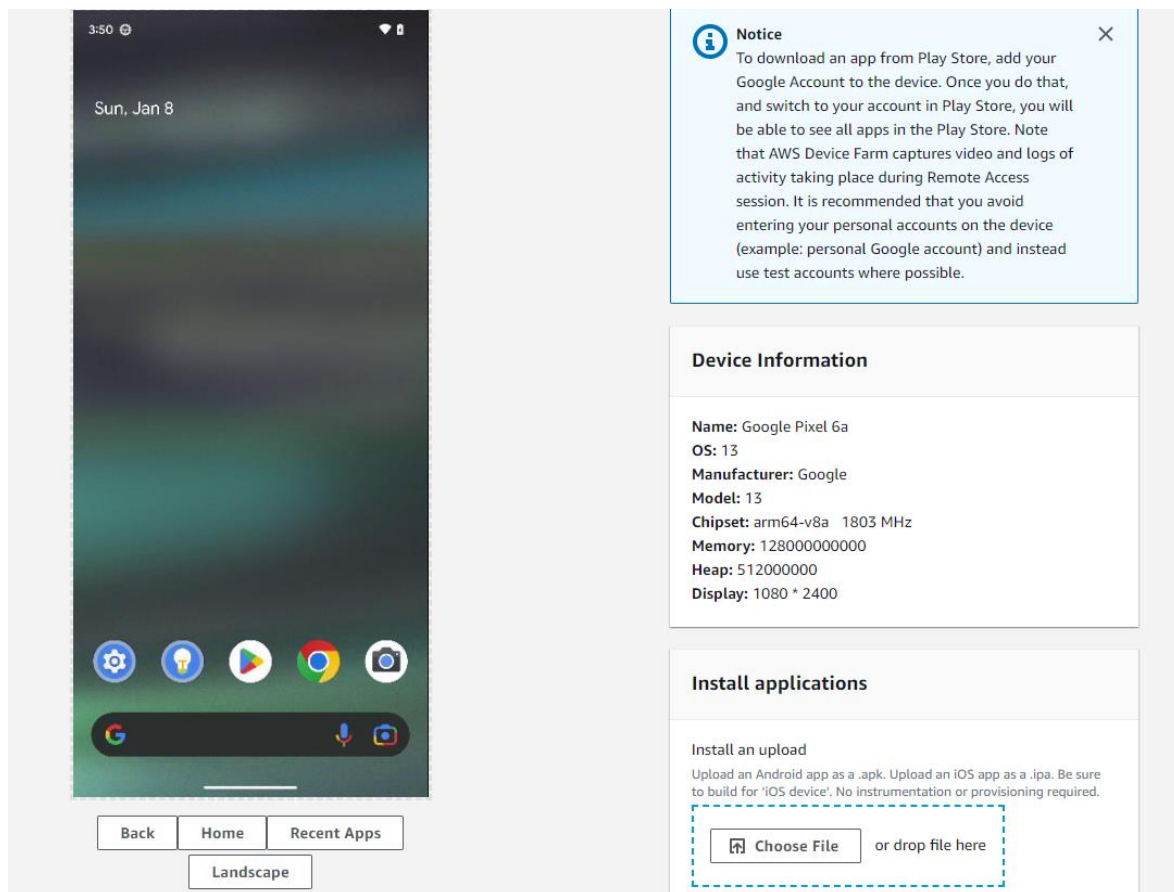 3:50
Sun, Jan 8
Back
Home
Recent Apps
Landscape
Notice
To download an app from Play Store, add your
Google Account to the device. Once you do that,
and switch to your account in Play Store, you will
be able to see all apps in the Play Store. Note
that AWS Device Farm captures video and logs of
activity taking place during Remote Access
session. It is recommended that you avoid
entering your personal accounts on the device
(example: personal Google account) and instead
use test accounts where possible.
Device Information
Name: Google Pixel 6a
OS: 13
Manufacturer: Google
Model: 13
Chipset: arm64-v8a 1803 MHz
Memory: 128000000000
Heap: 512000000
Display: 1080 * 2400
Install applications
Install an upload
Upload an Android app as a .apk. Upload an iOS app as a .ipa. Be sure
to build for 'iOS device'. No instrumentation or provisioning required.
Choose File or drop file here